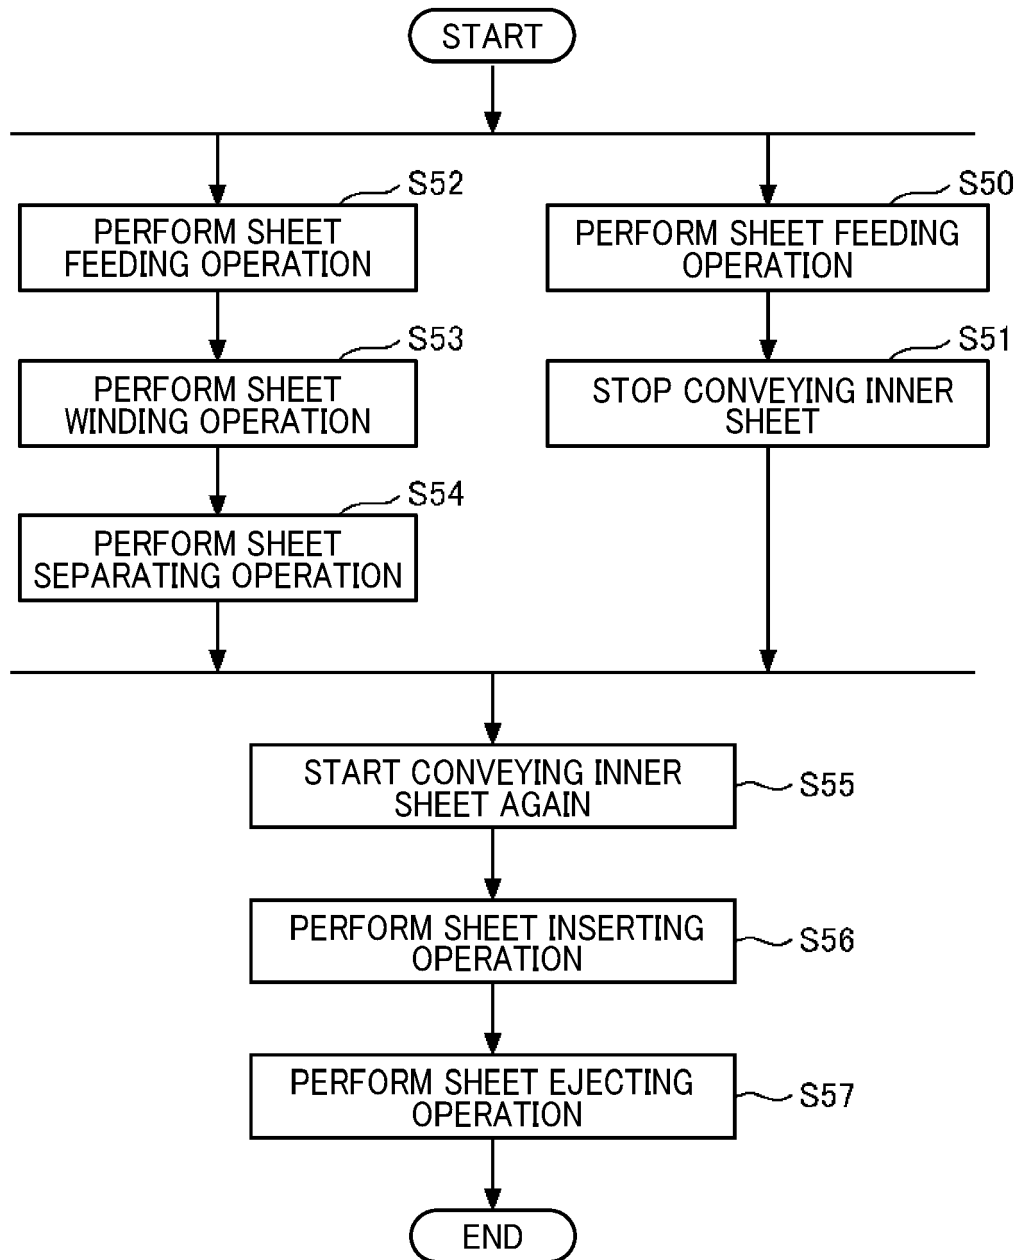 START
S52
PERFORM SHEET
FEEDING OPERATION
S53
PERFORM SHEET
WINDING OPERATION
S54
PERFORM SHEET
SEPARATING OPERATION
S50
PERFORM SHEET FEEDING
OPERATION
S51
STOP CONVEYING INNER
SHEET
START CONVEYING INNER
SHEET AGAIN
S55
PERFORM SHEET INSERTING
OPERATION
S56
PERFORM SHEET EJECTING
OPERATION
S57
END